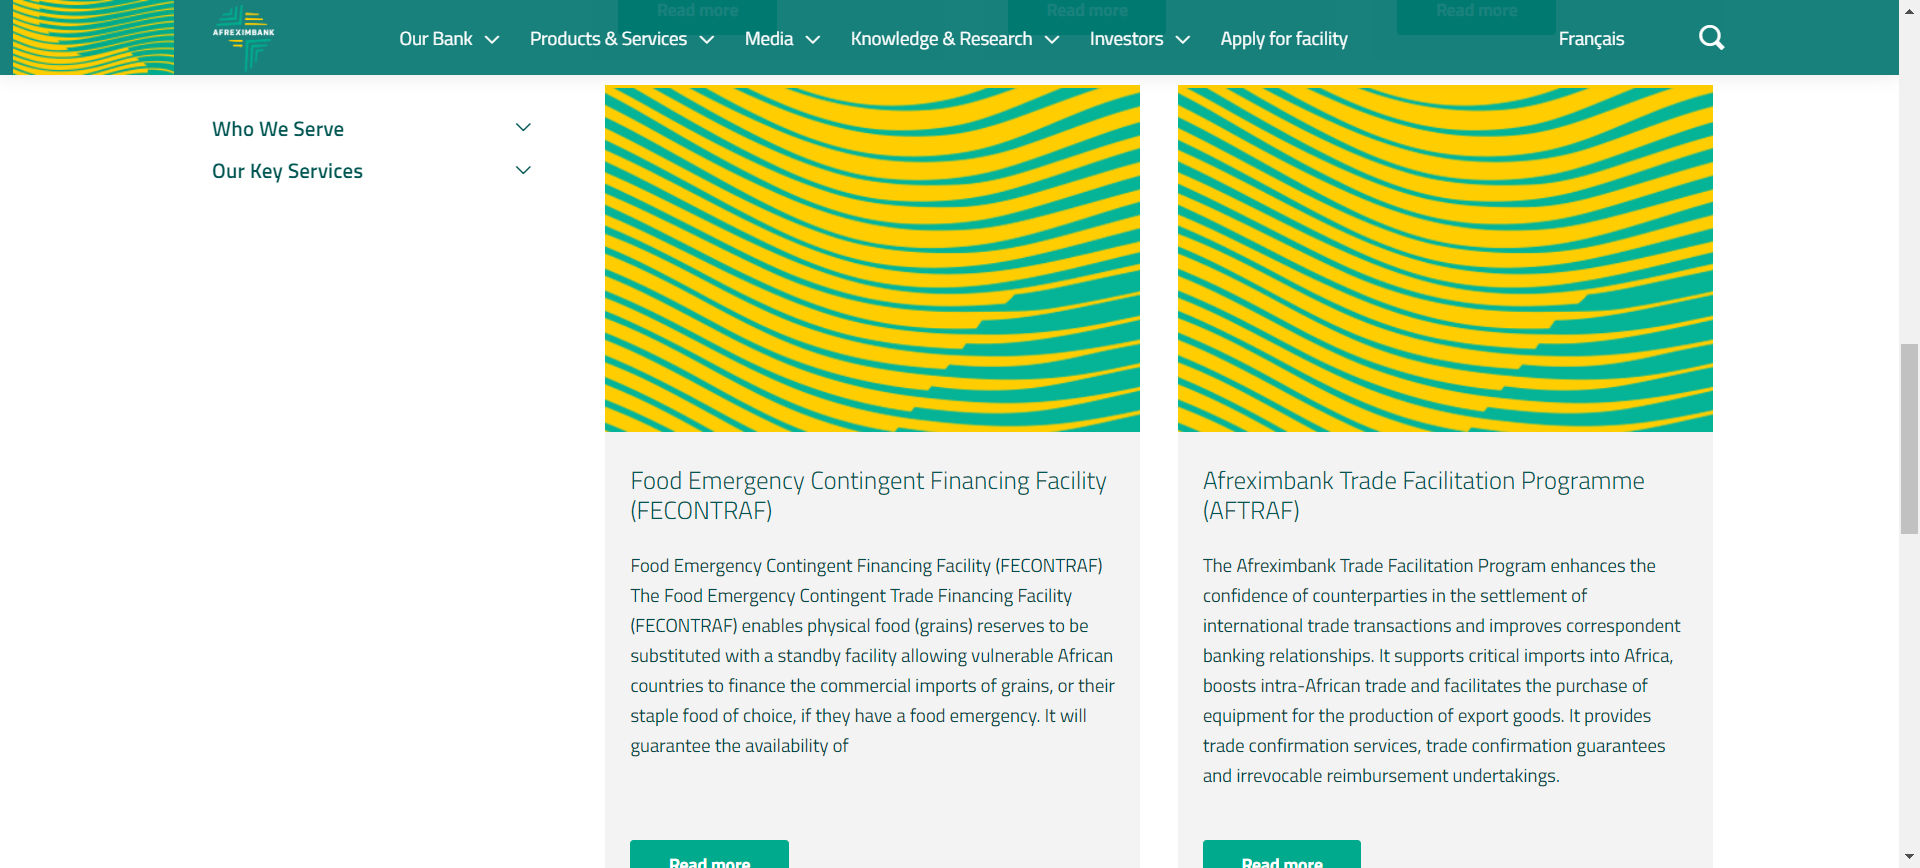 Read more
Read more
Read more
AFREXIMBANK
Our Bank
Products & Services
Media
Knowledge & Research
Investors
Apply for facility
Français
Who We Serve
Our Key Services
Food Emergency Contingent Financing Facility
(FECONTRAF)
Food Emergency Contingent Financing Facility (FECONTRAF)
The Food Emergency Contingent Trade Financing Facility
(FECONTRAF) enables physical food (grains) reserves to be
substituted with a standby facility allowing vulnerable African
countries to finance the commercial imports of grains, or their
staple food of choice, if they have a food emergency. It will
guarantee the availability of
Read more
Afreximbank Trade Facilitation Programme
(AFTRAF)
The Afreximbank Trade Facilitation Program enhances the
confidence of counterparties in the settlement of
international trade transactions and improves correspondent
banking relationships. It supports critical imports into Africa,
boosts intra-African trade and facilitates the purchase of
equipment for the production of export goods. It provides
trade confirmation services, trade confirmation guarantees
and irrevocable reimbursement undertakings.
Read more